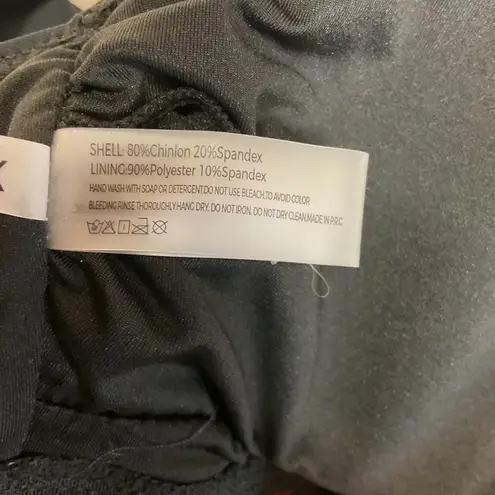 SHELL 80%Chinlon 20%Spandex
LINING:90%Polyester 10%Spandex
HAND WASH WITH SOAP OR DETERGENT.DO NOT USE BLEACH.TO AVOID COLOR
BLEEDING.RINSE THOROUGHLY.HANG DRY. DO NOT IRON. DO NOT DRY CLEAN.MADE IN P.R.C.
X